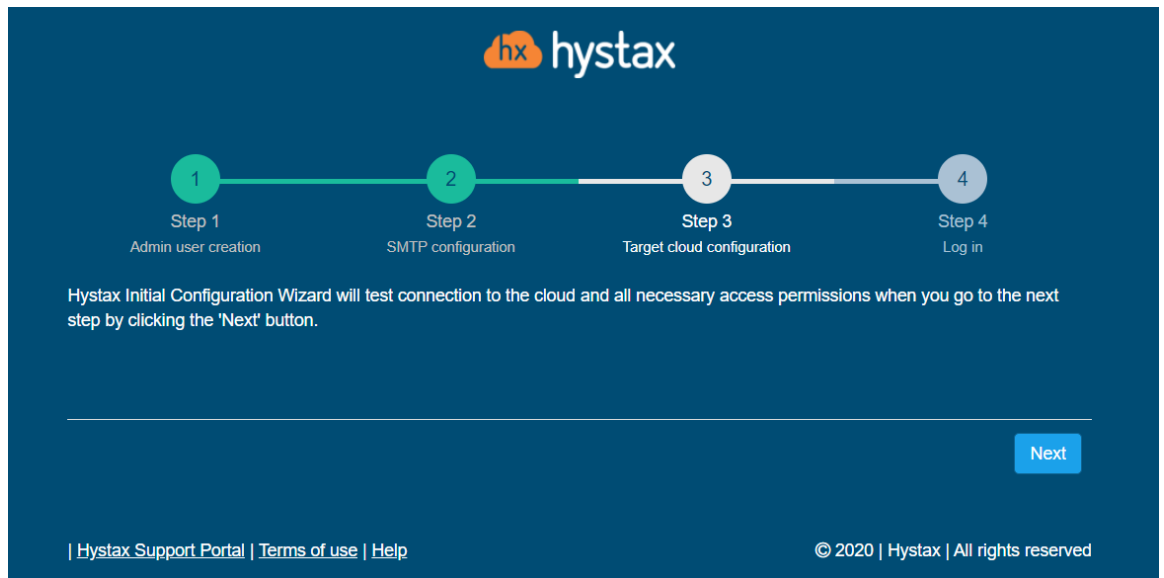 hx hystax
1 2 3 4
Step 1 Step 2 Step 3 Step 4
Admin user creation SMTP configuration Target cloud configuration Log in
Hystax Initial Configuration Wizard will test connection to the cloud and all necessary access permissions when you go to the next
step by clicking the 'Next' button.
Next
| Hystax Support Portal | Terms of use | Help © 2020 | Hystax | All rights reserved